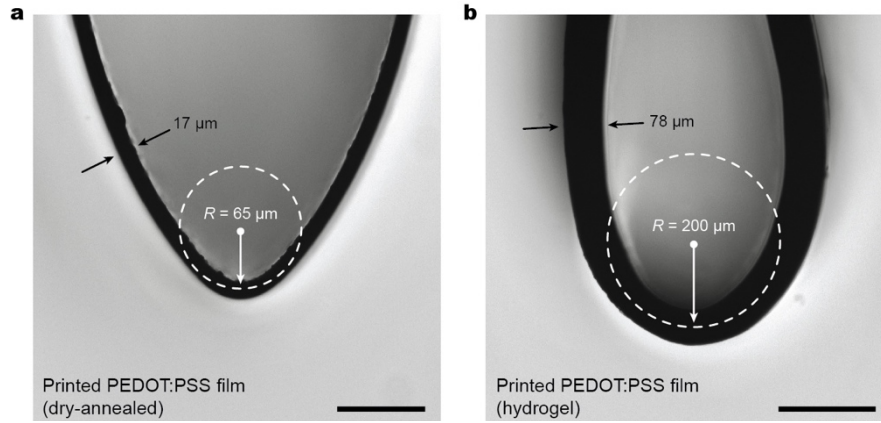 a
17 μm
R = 65 μm
Printed PEDOT:PSS film
(dry-annealed)
b
78 μm
R = 200 μm
Printed PEDOT:PSS film
(hydrogel)